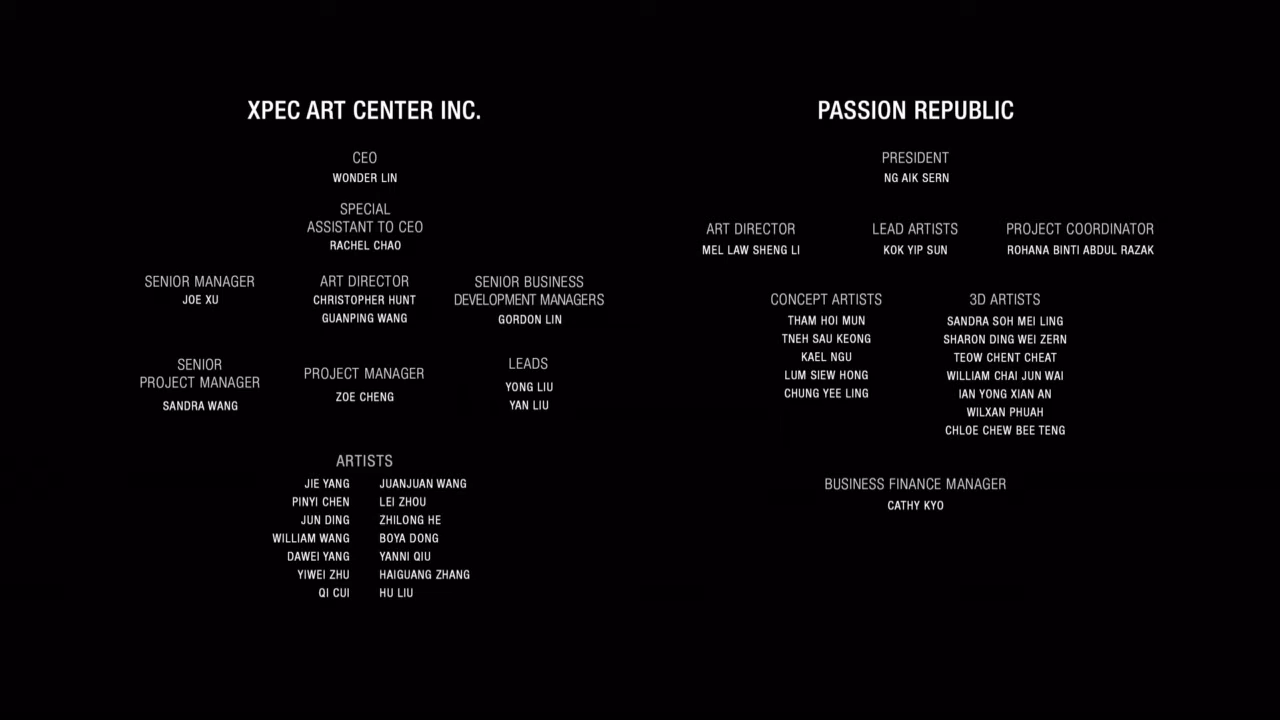 XPEC ART CENTER INC.
CEO
WONDER LIN
SPECIAL
ASSISTANT TO CEO
RACHEL CHAO
SENIOR MANAGER
JOE XU
ART DIRECTOR
CHRISTOPHER HUNT
GUANPING WANG
SENIOR BUSINESS
DEVELOPMENT MANAGERS
GORDON LIN
SENIOR
PROJECT MANAGER
SANDRA WANG
PROJECT MANAGER
ZOE CHENG
LEADS
YONG LIU
YAN LIU
ARTISTS
JIE YANG
PINYI CHEN
JUN DING
WILLIAM WANG
DAWEI YANG
YIWEI ZHU
QI CUI
JUANJUAN WANG
LEI ZHOU
ZHILONG HE
BOYA DONG
YANNI QIU
HAIGUANG ZHANG
HU LIU
PASSION REPUBLIC
PRESIDENT
NG AIK SERN
ART DIRECTOR
MEL LAW SHENG LI
LEAD ARTISTS
KOK YIP SUN
PROJECT COORDINATOR
ROHANA BINTI ABDUL RAZAK
CONCEPT ARTISTS
THAM HOI MUN
TNEH SAU KEONG
KAEL NGU
LUM SIEW HONG
CHUNG YEE LING
3D ARTISTS
SANDRA SOH MEI LING
SHARON DING WEI ZERN
TEOW CHENT CHEAT
WILLIAM CHAI JUN WAI
IAN YONG XIAN AN
WILXAN PHUAH
CHLOE CHEW BEE TENG
BUSINESS FINANCE MANAGER
CATHY KYO